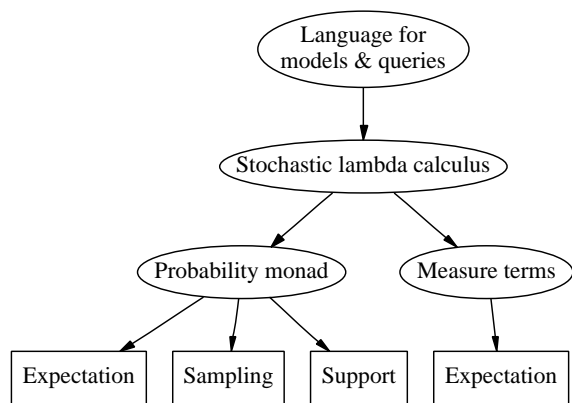 Language for
models & queries
Stochastic lambda calculus
Probability monad
Measure terms
Expectation
Sampling
Support
Expectation